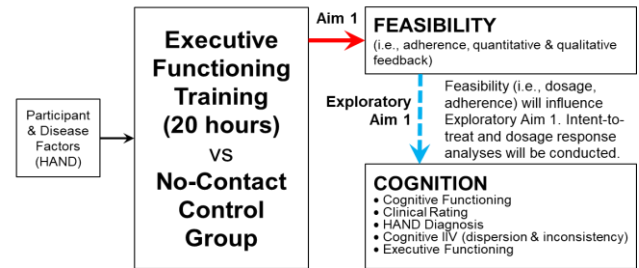 Participant
& Disease
Factors
(HAND)
Executive
Functioning
Training
(20 hours)
vs
No-Contact
Control
Group
Aim 1
FEASIBILITY
(i.e., adherence, quantitative & qualitative
feedback)
Exploratory
Aim 1
Feasibility (i.e., dosage,
adherence) will influence
Exploratory Aim 1. Intent-to-
treat and dosage response
analyses will be conducted.
COGNITION
• Cognitive Functioning
• Clinical Rating
• HAND Diagnosis
• Cognitive IIV (dispersion & inconsistency)
• Executive Functioning